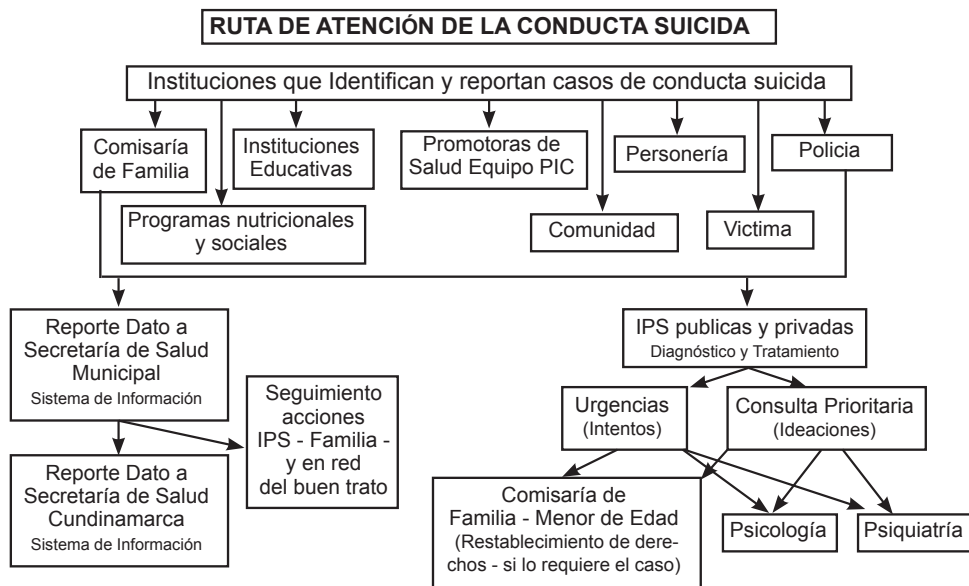 RUTA DE ATENCIÓN DE LA CONDUCTA SUICIDA
Instituciones que Identifican y reportan casos de conducta suicida
Comisaría
de Familia
Instituciones
Educativas
Promotoras de
Salud Equipo PIC
Personería
Policia
Programas nutricionales
y sociales
Comunidad
Victima
Reporte Dato a
Secretaría de Salud
Municipal
Sistema de Información
IPS publicas y privadas
Diagnóstico y Tratamiento
Seguimiento
acciones
IPS - Familia -
y en red
del buen trato
Urgencias
(Intentos)
Consulta Prioritaria
(Ideaciones)
Reporte Dato a
Secretaría de Salud
Cundinamarca
Sistema de Información
Comisaría de
Familia - Menor de Edad
(Restablecimiento de dere-
chos - si lo requiere el caso)
Psicología
Psiquiatría